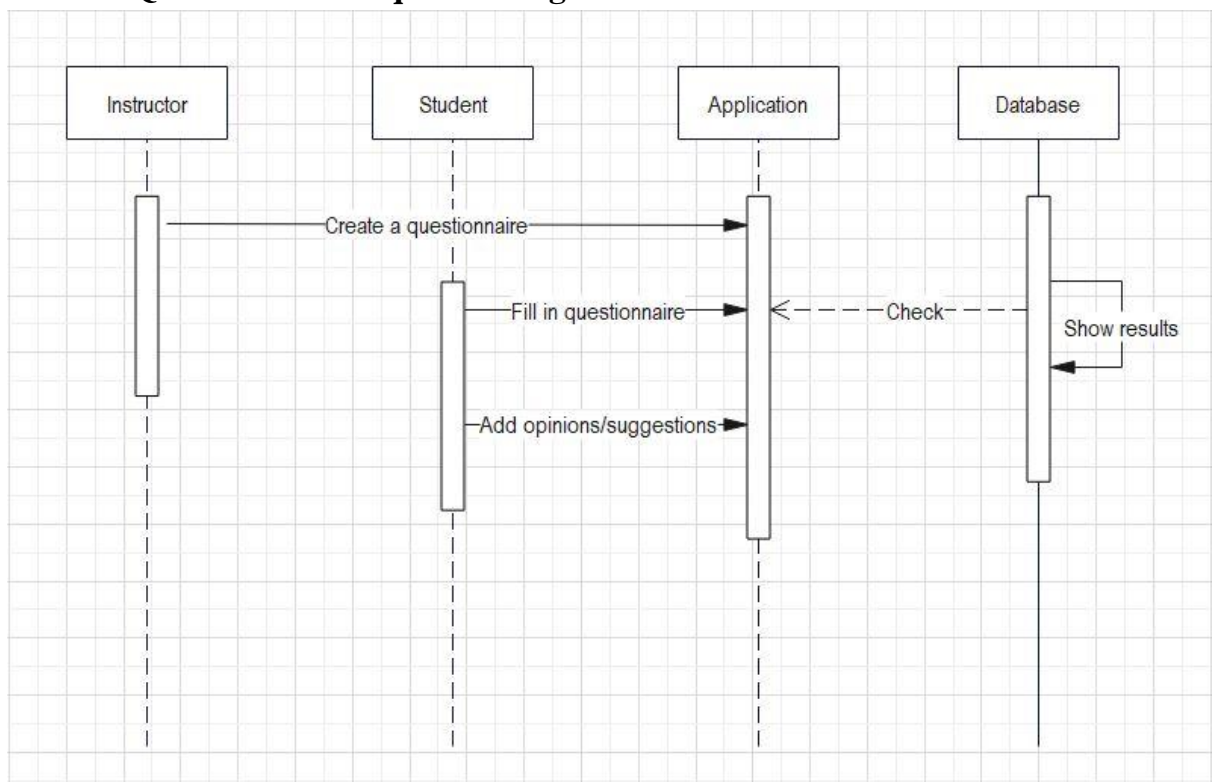 Instructor
Student
Application
Database
Create a questionnaire
Fill in questionnaire
Check
Show results
Add opinions/suggestions